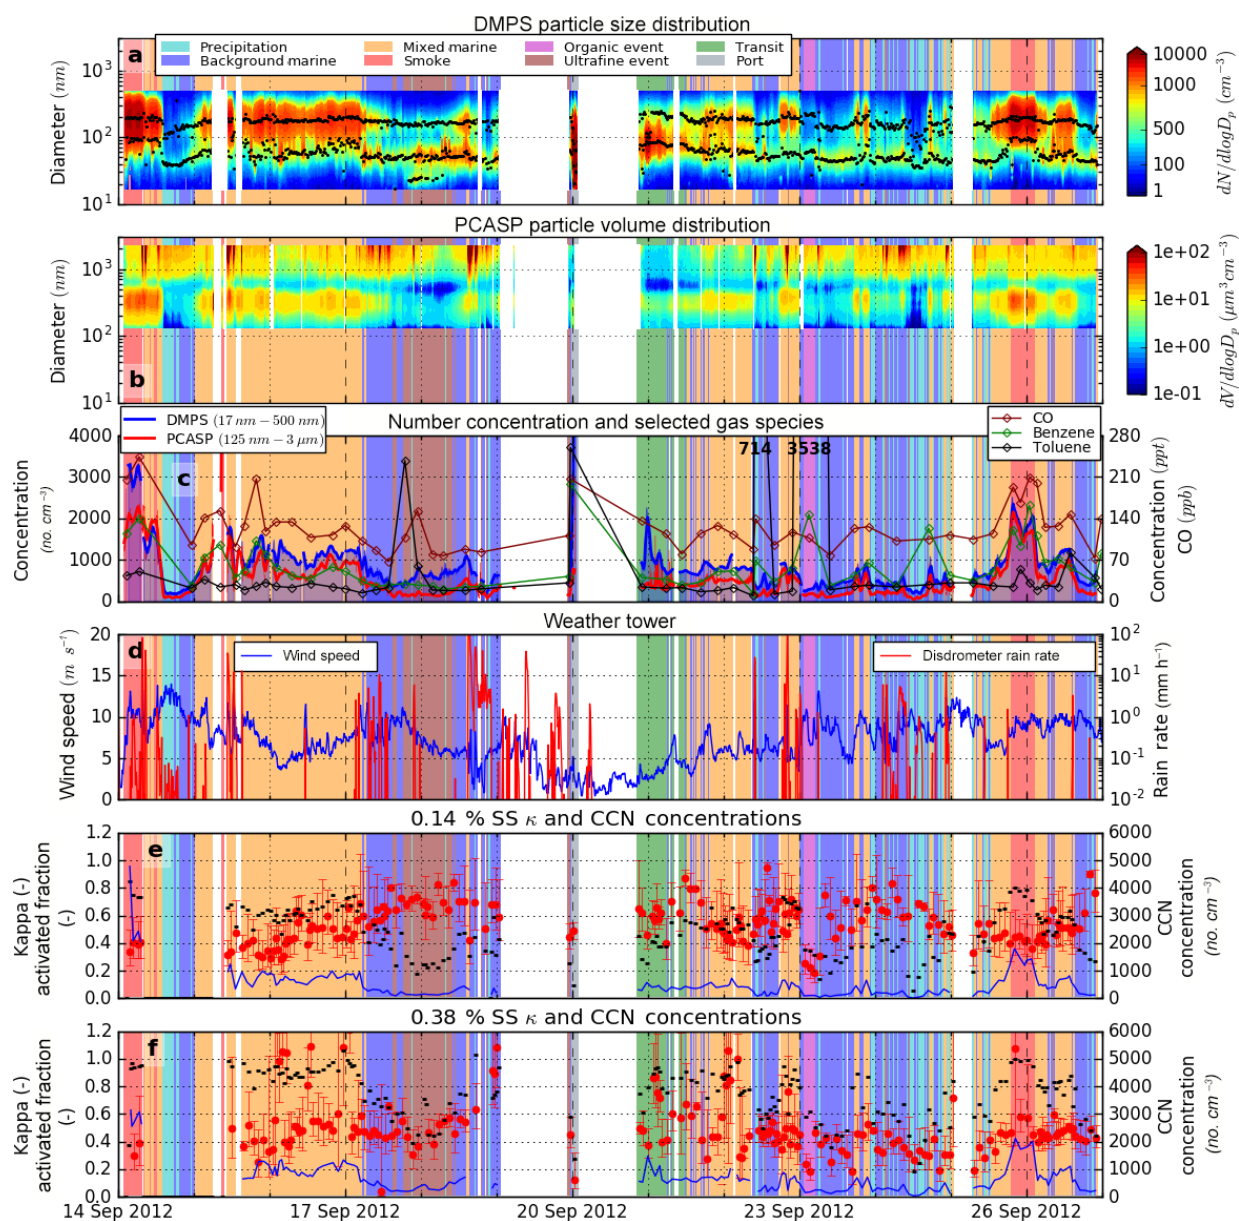 DMPS particle size distribution
a
Precipitation
Mixed marine
Organic event
Transit
Background marine
Smoke
Ultrafine event
Port
Diameter (nm)
10³
10²
10¹
10000
1000
500
100
1
dN/dlogD_p (cm⁻³)
PCASP particle volume distribution
Diameter (nm)
10³
10²
10¹
b
1e+02
1e+01
1e+00
1e-01
dV/dlogD_p (μm³cm⁻³)
Number concentration and selected gas species
DMPS (17 nm − 500 nm)
PCASP (125 nm − 3 μm)
CO
Benzene
Toluene
c
714
3538
Concentration
(no. cm⁻³)
4000
3000
2000
1000
0
280
210
140
70
0
Concentration (ppt)
CO (ppb)
Weather tower
d
Wind speed
Disdrometer rain rate
Wind speed (m s⁻¹)
20
15
10
5
0
10²
10¹
10⁰
10⁻¹
10⁻²
Rain rate (mm h⁻¹)
0.14 % SS κ and CCN concentrations
e
Kappa (-)
activated fraction
(-)
1.2
1.0
0.8
0.6
0.4
0.2
0.0
6000
5000
4000
3000
2000
1000
0
CCN
concentration
(no. cm⁻³)
0.38 % SS κ and CCN concentrations
f
Kappa (-)
activated fraction
(-)
1.2
1.0
0.8
0.6
0.4
0.2
0.0
6000
5000
4000
3000
2000
1000
0
CCN
concentration
(no. cm⁻³)
14 Sep 2012
17 Sep 2012
20 Sep 2012
23 Sep 2012
26 Sep 2012